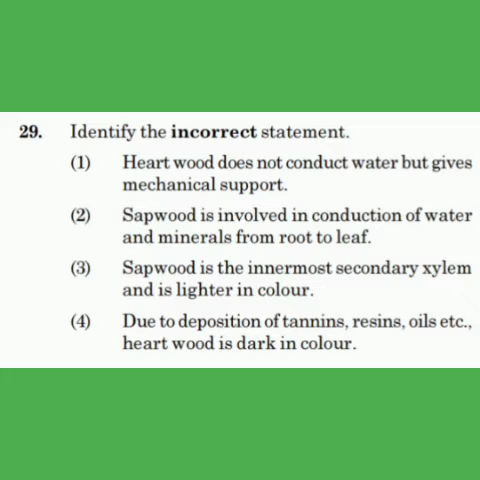 29. Identify the incorrect statement.
(1) Heart wood does not conduct water but gives
mechanical support.
(2) Sapwood is involved in conduction of water
and minerals from root to leaf.
(3) Sapwood is the innermost secondary xylem
and is lighter in colour.
(4) Due to deposition of tannins, resins, oils etc.,
heart wood is dark in colour.